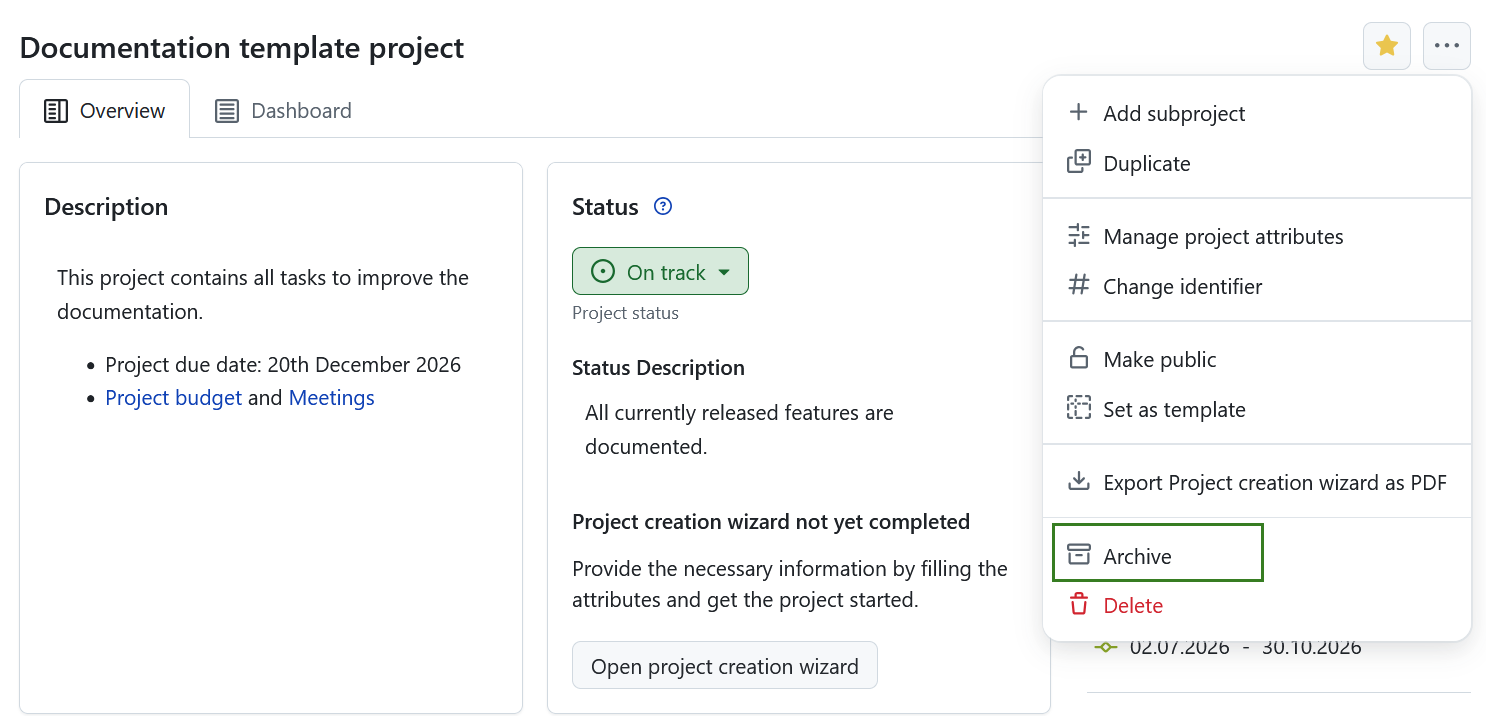 Documentation template project
Overview
Dashboard
Description
This project contains all tasks to improve the
documentation.
Project due date: 20th December 2026
Project budget and Meetings
Status
On track
Project status
Status Description
All currently released features are
documented.
Project creation wizard not yet completed
Provide the necessary information by filling the
attributes and get the project started.
Open project creation wizard
Add subproject
Duplicate
Manage project attributes
Change identifier
Make public
Set as template
Export Project creation wizard as PDF
Archive
Delete
02.07.2026 - 30.10.2026